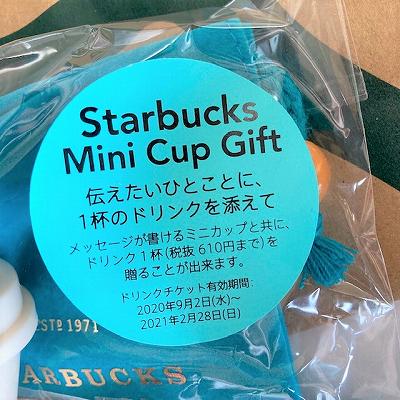 Starbucks
Mini Cup Gift
伝えたいひとことに、
1杯のドリンクを添えて
メッセージが書けるミニカップと共に、
ドリンク1杯(税抜 610円まで)を
贈ることが出来ます。
ドリンクチケット有効期間:
2020年9月2日(水)～
2021年2月28日(日)
ESTD 1971
ARBUCKS